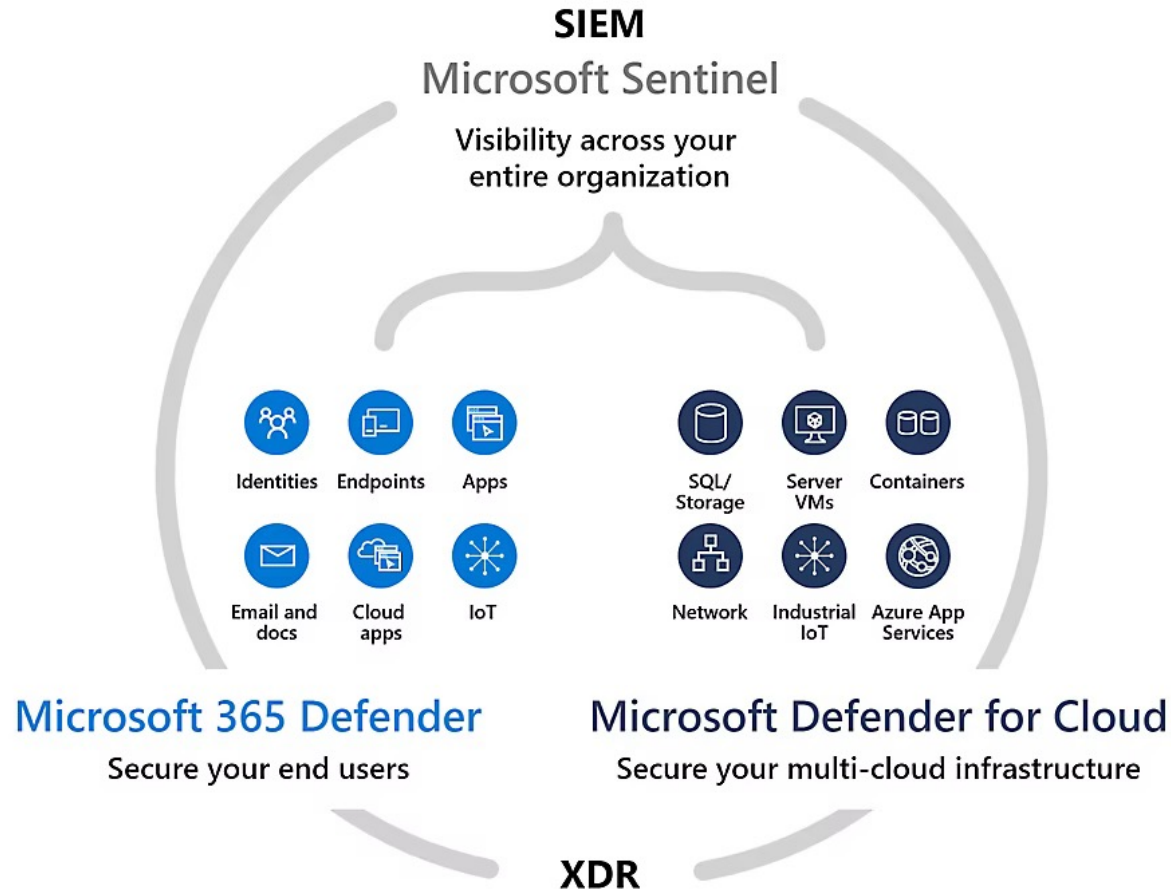 SIEM
Microsoft Sentinel
Visibility across your
entire organization
Identities
Endpoints
Apps
Email and
docs
Cloud
apps
IoT
SQL/
Storage
Server
VMs
Containers
Network
Industrial
IoT
Azure App
Services
Microsoft 365 Defender
Secure your end users
Microsoft Defender for Cloud
Secure your multi-cloud infrastructure
XDR